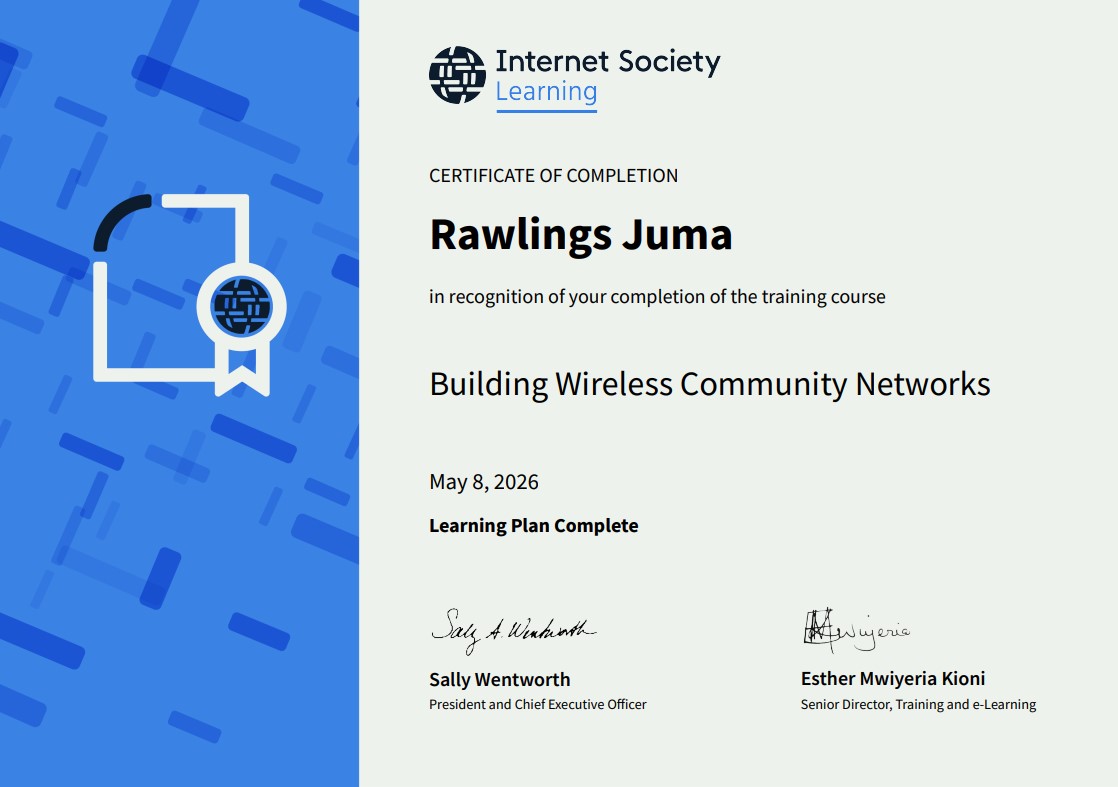 Internet Society
Learning
CERTIFICATE OF COMPLETION
Rawlings Juma
in recognition of your completion of the training course
Building Wireless Community Networks
May 8, 2026
Learning Plan Complete
Sally A. Wentworth
Mwiyeria
Sally Wentworth
Esther Mwiyeria Kioni
President and Chief Executive Officer
Senior Director, Training and e-Learning